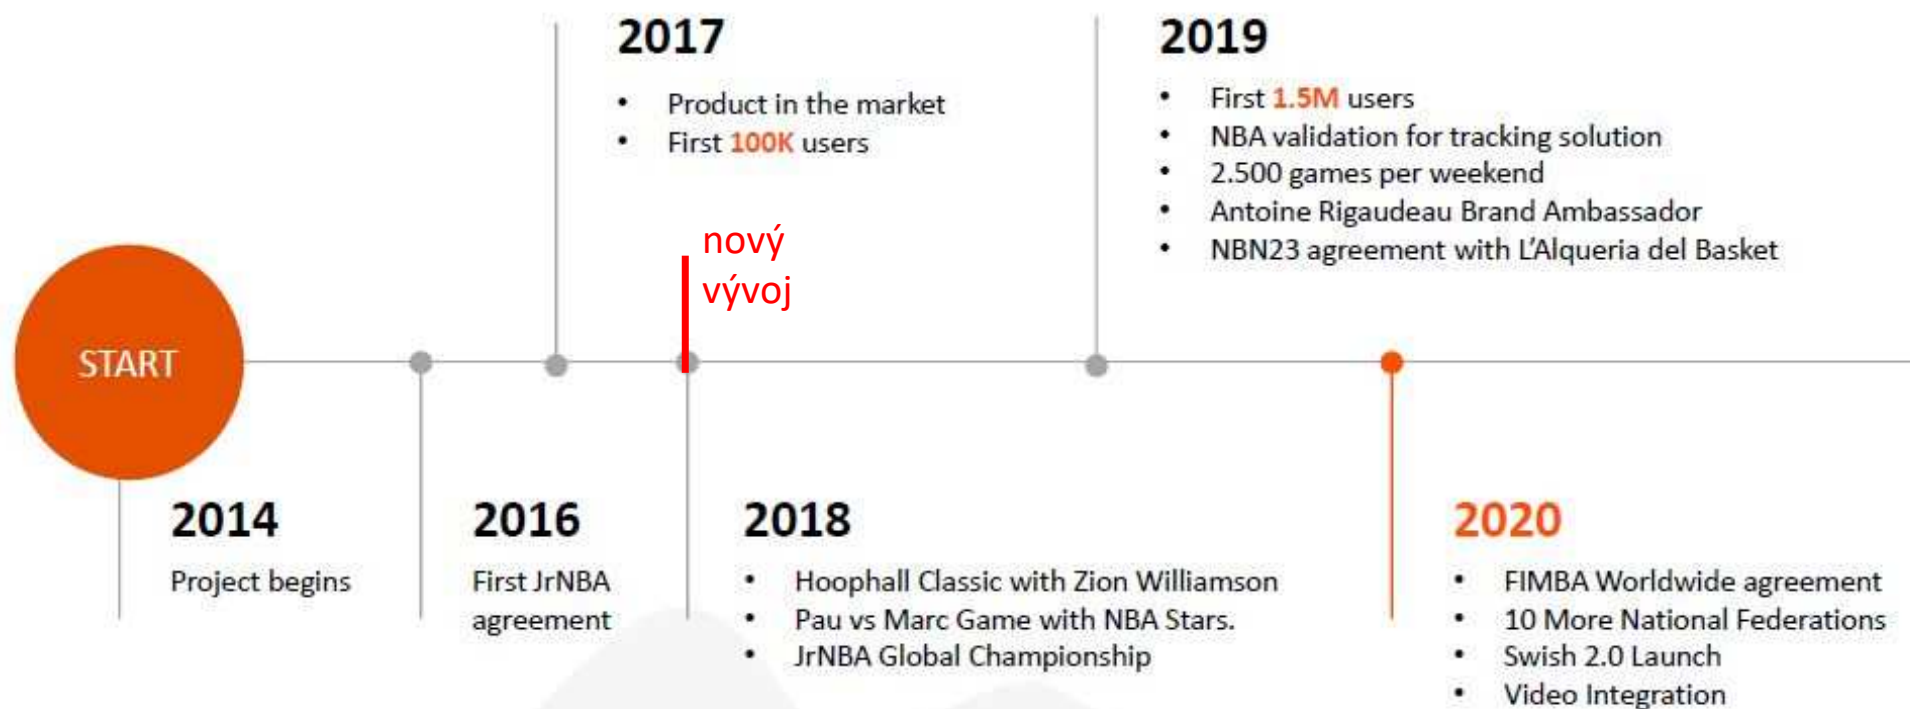 2017
• Product in the market
• First 100K users
2019
• First 1.5M users
• NBA validation for tracking solution
• 2.500 games per weekend
• Antoine Rigaudeau Brand Ambassador
• NBN23 agreement with L'Alqueria del Basket
nový
vývoj
START
2014
Project begins
2016
First JrNBA
agreement
2018
• Hoophall Classic with Zion Williamson
• Pau vs Marc Game with NBA Stars.
• JrNBA Global Championship
2020
• FIMBA Worldwide agreement
• 10 More National Federations
• Swish 2.0 Launch
• Video Integration